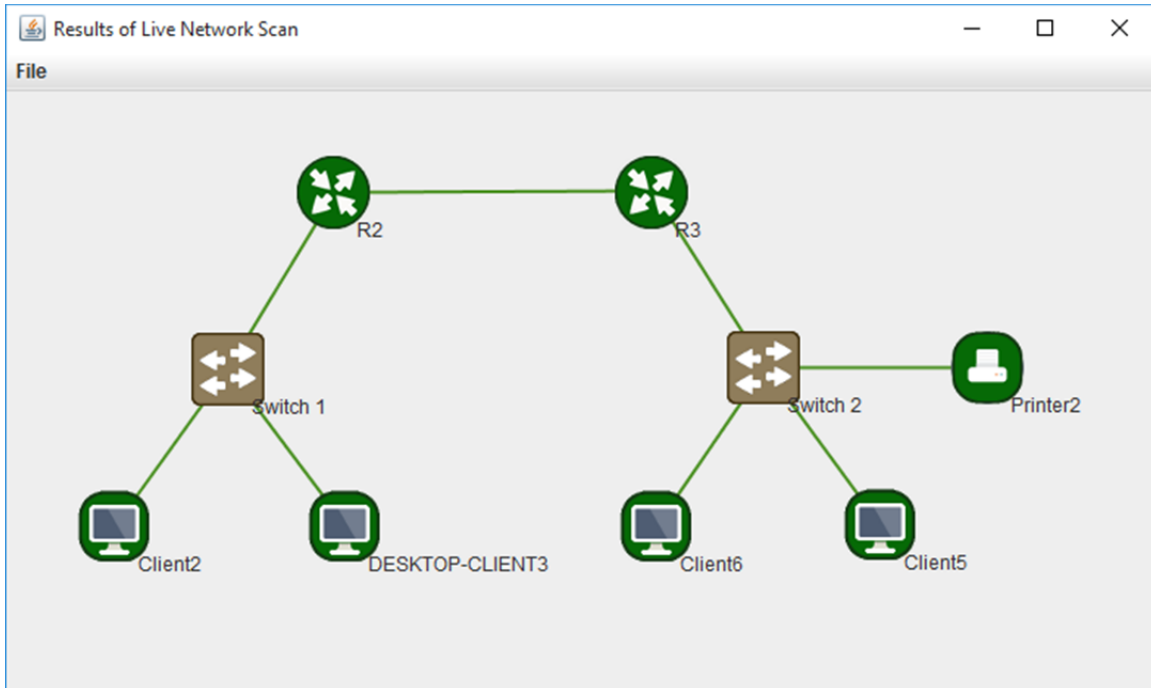 Results of Live Network Scan
File
R2
R3
Switch 1
Switch 2
Printer2
Client2
DESKTOP-CLIENT3
Client6
Client5